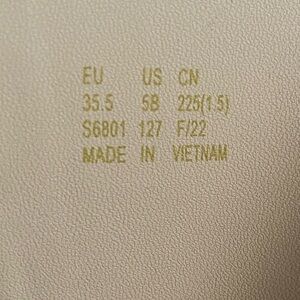 EU US CN
35.5 5B 225(1.5)
S6801 127 F/22
MADE IN VIETNAM